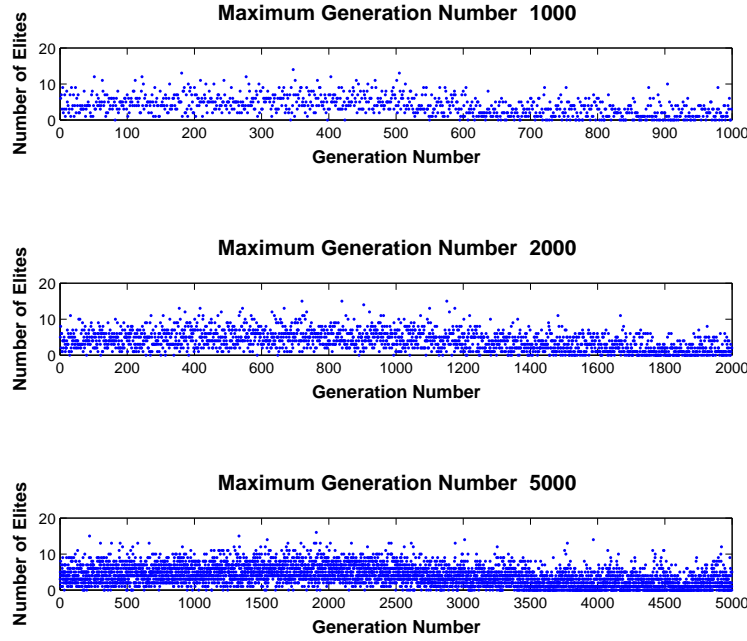 Maximum Generation Number 1000
Number of Elites
20
10
0
0 100 200 300 400 500 600 700 800 900 1000
Generation Number
Maximum Generation Number 2000
Number of Elites
20
10
0
0 200 400 600 800 1000 1200 1400 1600 1800 2000
Generation Number
Maximum Generation Number 5000
Number of Elites
20
10
0
0 500 1000 1500 2000 2500 3000 3500 4000 4500 5000
Generation Number